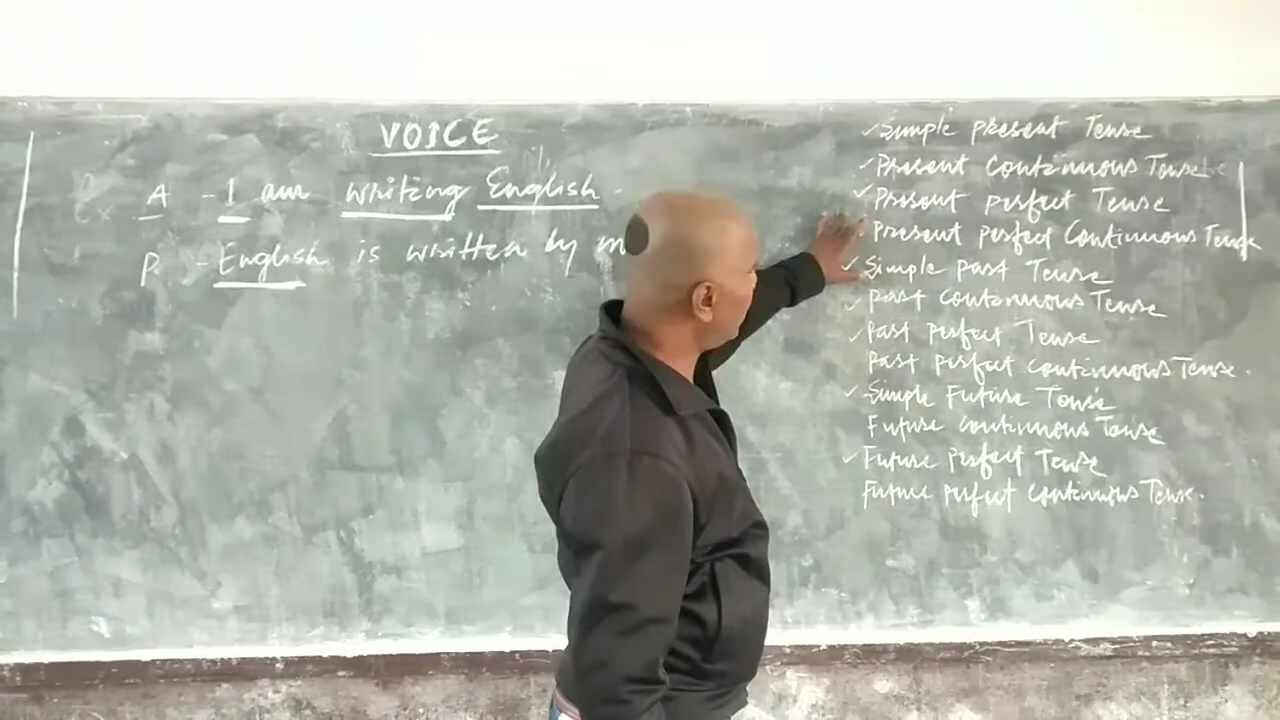 VOICE
Ex A - I am writing English.
P - English is written by m
✓ Simple present Tense
✓ Present Continuous Tense
✓ Present perfect Tense
Present perfect Continuous Tense
✓ Simple past Tense
✓ past continuous Tense
✓ Past perfect Tense
Past perfect continuous Tense.
✓ Simple Future Tense
Future continuous Tense
✓ Future perfect Tense
Future perfect continuous Tense.